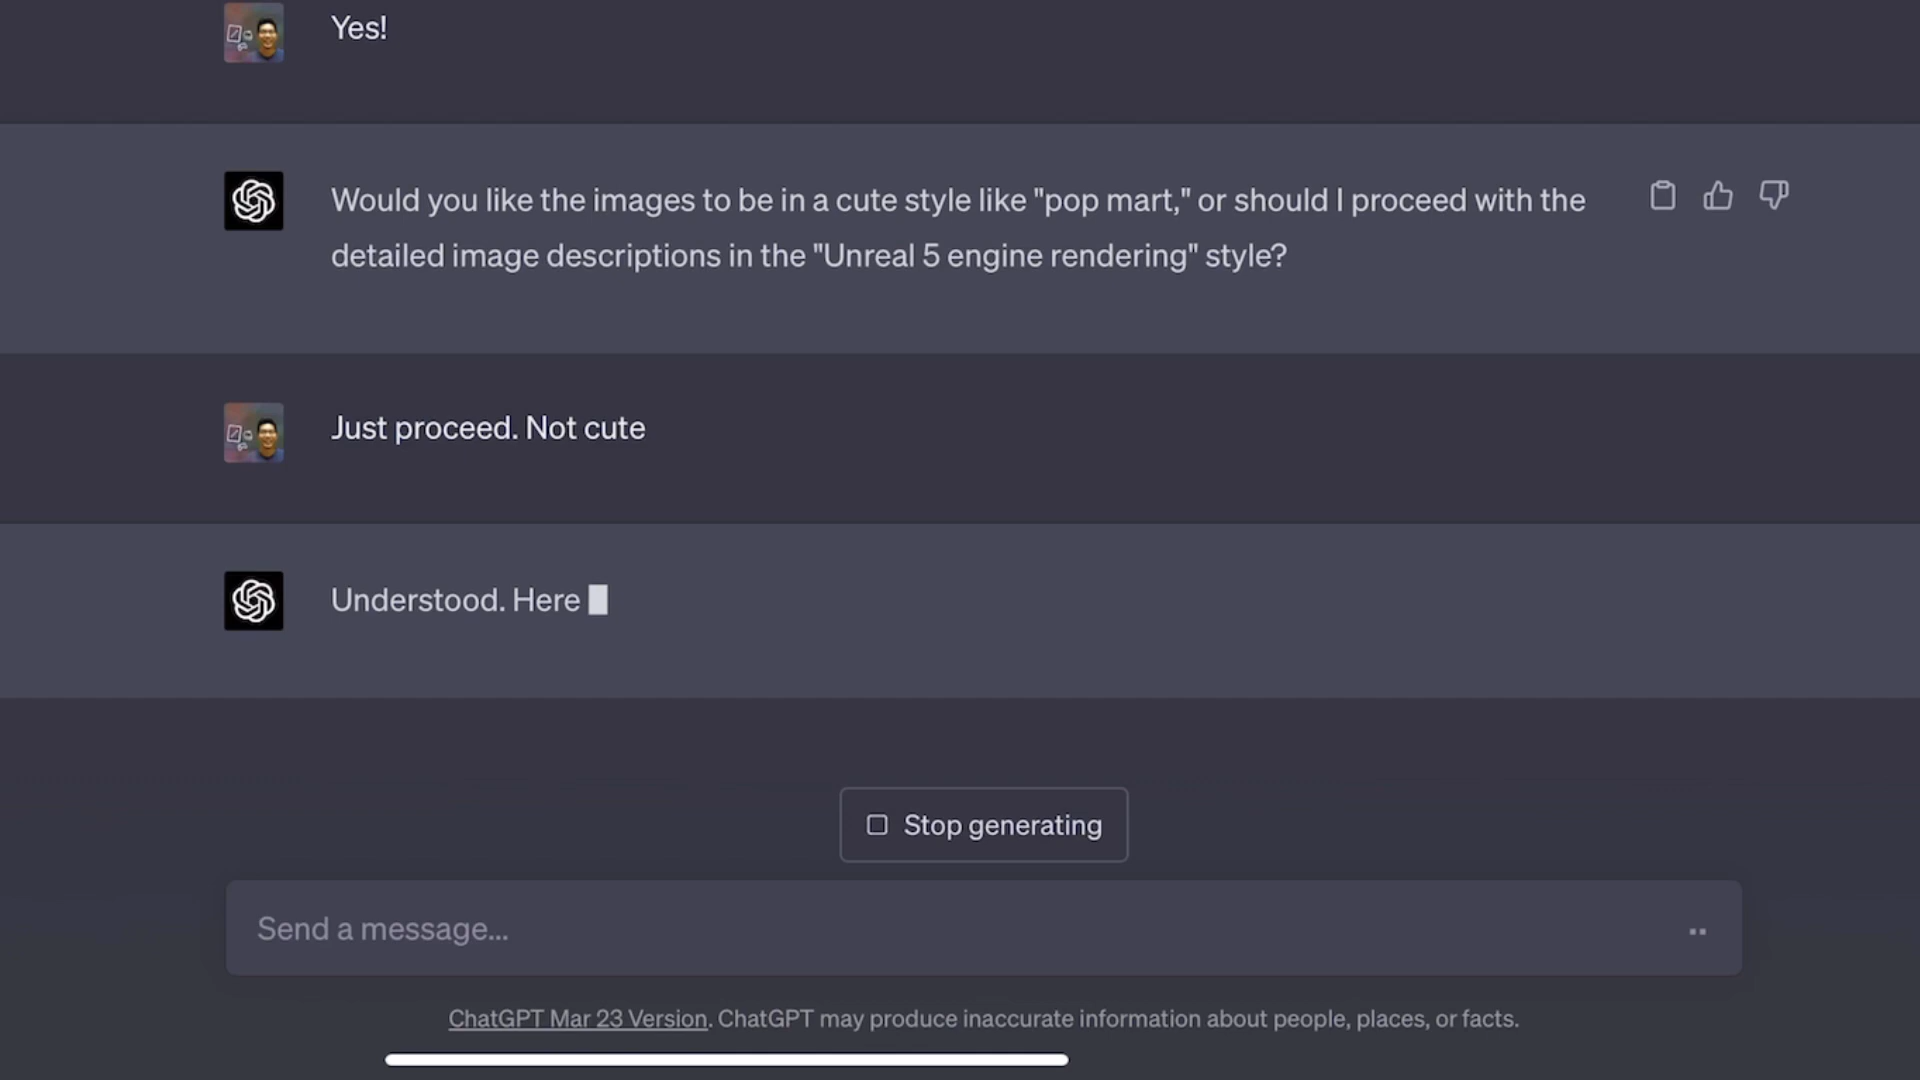 Yes!
Would you like the images to be in a cute style like "pop mart," or should I proceed with the
detailed image descriptions in the "Unreal 5 engine rendering" style?
Just proceed. Not cute
Understood. Here
Stop generating
Send a message...
ChatGPT Mar 23 Version. ChatGPT may produce inaccurate information about people, places, or facts.